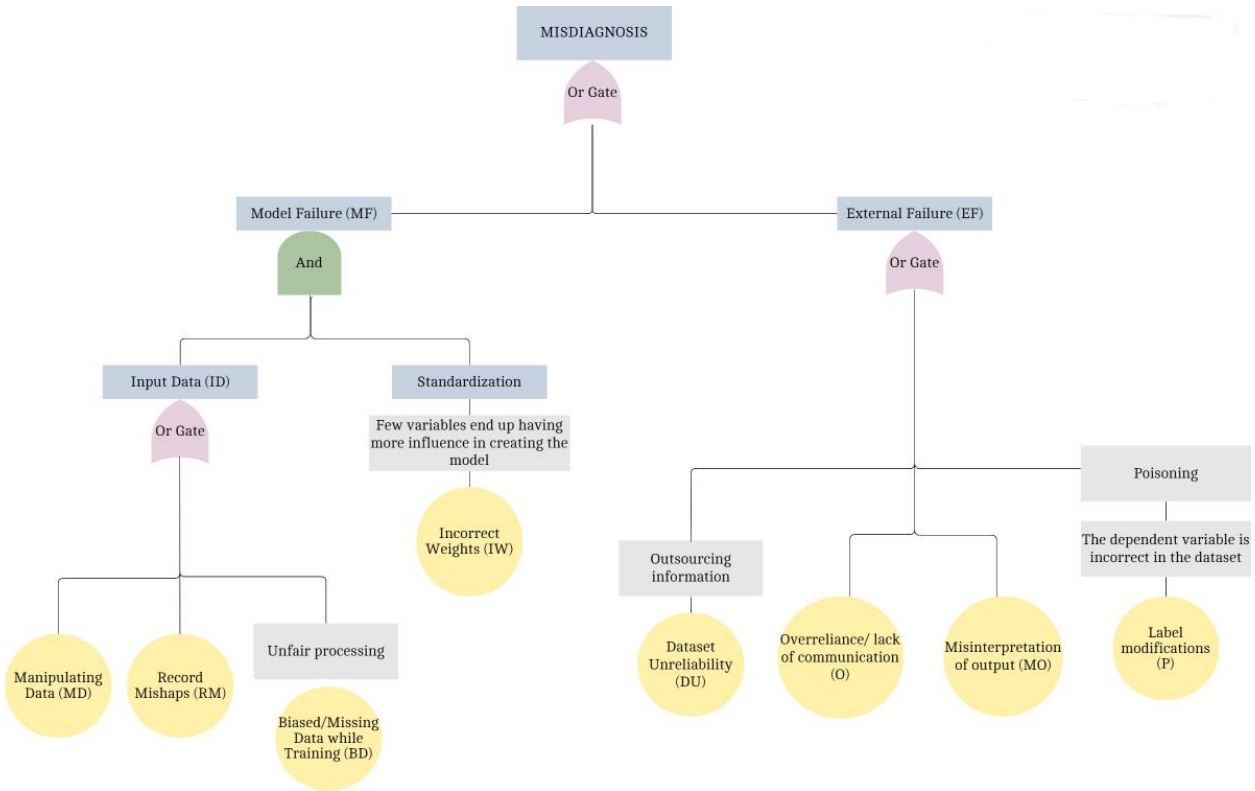 MISDIAGNOSIS
Or Gate
Model Failure (MF)
External Failure (EF)
And
Or Gate
Input Data (ID)
Standardization
Or Gate
Few variables end up having
more influence in creating the
model
Poisoning
Incorrect
Weights (IW)
The dependent variable is
incorrect in the dataset
Outsourcing
information
Unfair processing
Manipulating
Data (MD)
Record
Mishaps (RM)
Biased/Missing
Data while
Training (BD)
Dataset
Unreliability
(DU)
Overreliance/ lack
of communication
(O)
Misinterpretation
of output (MO)
Label
modifications
(P)